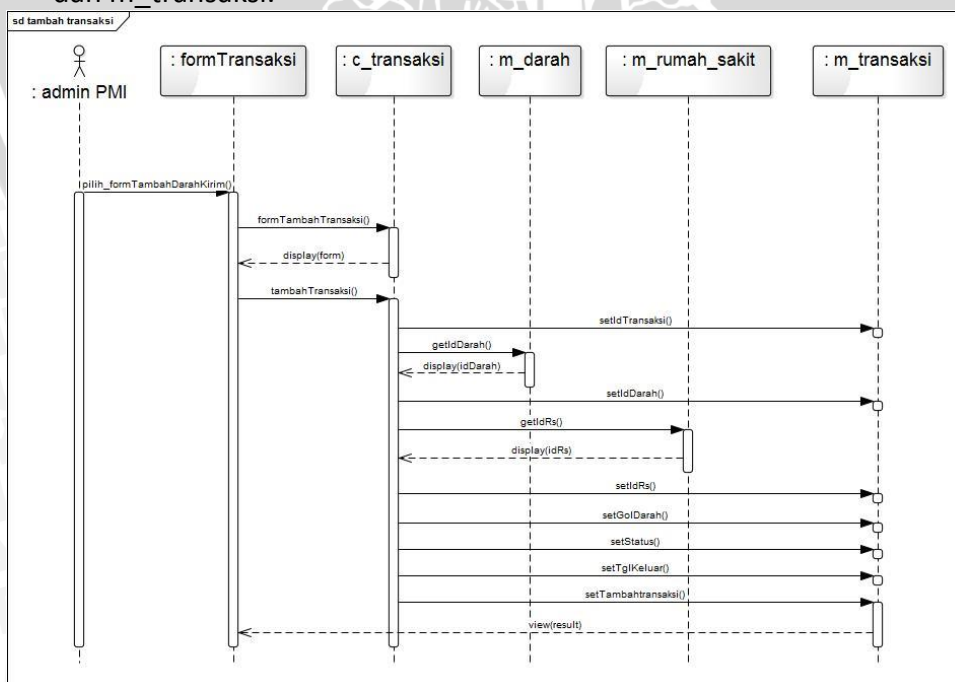 dan m_transaksi.
sd tambah transaksi
: admin PMI
: formTransaksi
: c_transaksi
: m_darah
: m_rumah_sakit
: m_transaksi
pilih_formTambahDarahKirim()
formTambahTransaksi()
display(form)
tambahTransaksi()
setIdTransaksi()
getIdDarah()
display(idDarah)
setIdDarah()
getIdRs()
display(idRs)
setIdRs()
setGolDarah()
setStatus()
setTglKeluar()
setTambahtransaksi()
view(result)